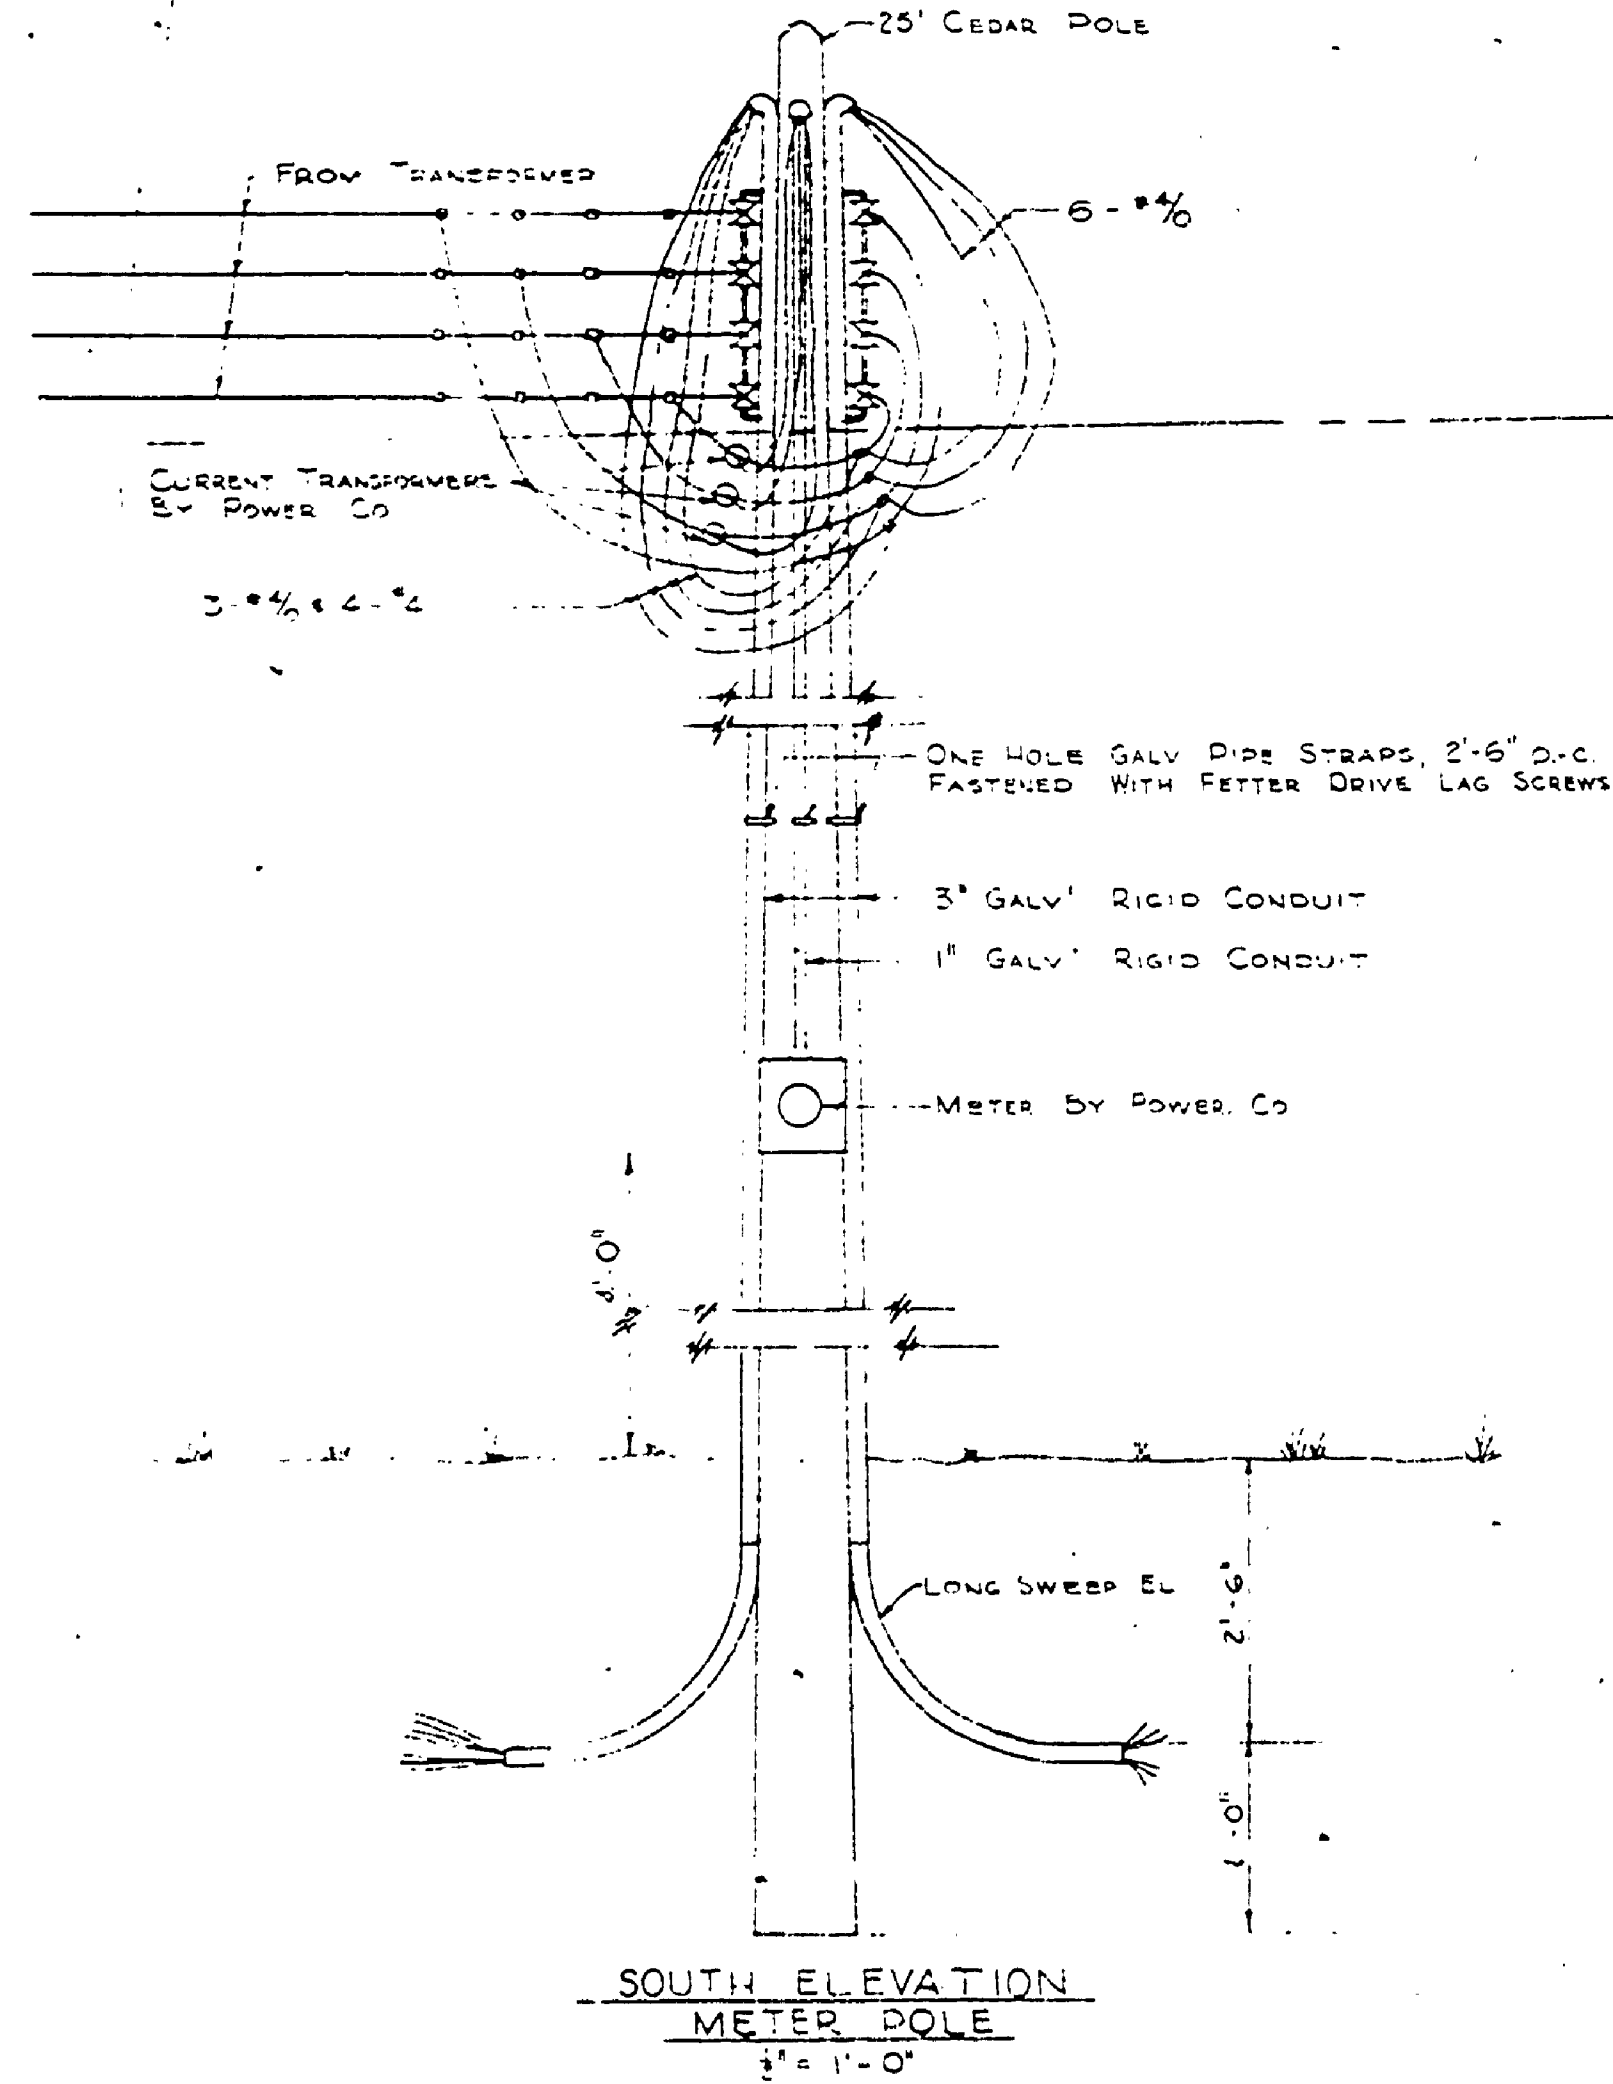 25' CEDAR POLE
FROM TRANSFORMER
6 - #4/0
CURRENT TRANSFORMERS
BY POWER CO
3-#4/0 & 4-#4
ONE HOLE GALV PIPE STRAPS, 2'-6" O.-C.
FASTENED WITH FETTER DRIVE LAG SCREWS
3" GALV' RIGID CONDUIT
1" GALV' RIGID CONDUIT
METER BY POWER CO
LONG SWEEP EL
2'-6"
SOUTH ELEVATION
METER POLE
= 1'-0"